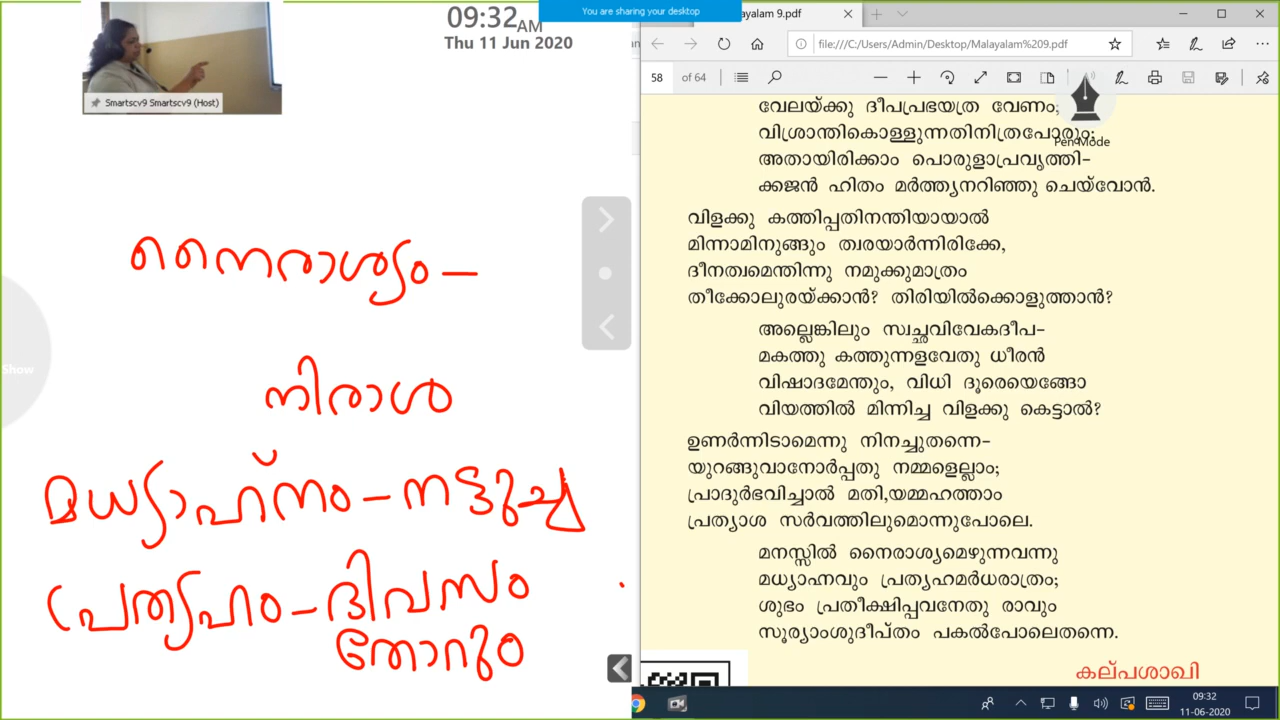 09:32AM
Thu 11 Jun 2020
You are sharing your desktop
Smartscv9 Smartscv9 (Host)
Show
നൈരാശ്യം –
നിരാശ
മധ്യാഹ്നം – നട്ടുച്ച
പ്രത്യഹം – ദിവസം
തോറും
alayalam 9.pdf
file:///C:/Users/Admin/Desktop/Malayalam%209.pdf
58 of 64
Pen Mode
വേലയ്ക്കു ദീപപ്രഭയത്ര വേണം;
വിശ്രാന്തികൊള്ളുന്നതിനിത്രപോരും;
അതായിരിക്കാം പൊരുളാപ്രവൃത്തി–
ക്കജൻ ഹിതം മർത്ത്യനറിഞ്ഞു ചെയ്‌വോൻ.
വിളക്കു കത്തിപ്പതിനന്തിയായാൽ
മിന്നാമിനുങ്ങും ത്വരയാർന്നിരിക്കേ,
ദീനത്വമെന്തിന്നു നമുക്കുമാത്രം
തീക്കോലുരയ്ക്കാൻ? തിരിയിൽക്കൊളുത്താൻ?
അല്ലെങ്കിലും സ്വച്ഛവിവേകദീപ–
മകത്തു കത്തുന്നളവേതു ധീരൻ
വിഷാദമേന്തും, വിധി ദൂരെയെങ്ങോ
വിയത്തിൽ മിന്നിച്ച വിളക്കു കെട്ടാൽ?
ഉണർന്നിടാമെന്നു നിനച്ചുതന്നെ–
യുറങ്ങുവാനോർപ്പതു നമ്മളെല്ലാം;
പ്രാദുർഭവിച്ചാൽ മതി,യമ്മഹത്താം
പ്രത്യാശ സർവത്തിലുമൊന്നുപോലെ.
മനസ്സിൽ നൈരാശ്യമെഴുന്നവന്നു
മധ്യാഹ്നവും പ്രത്യഹമർധരാത്രം;
ശുഭം പ്രതീക്ഷിപ്പവനേതു രാവും
സൂര്യാംശുദീപ്തം പകൽപോലെതന്നെ.
കല്പശാഖി
09:32
11-06-2020